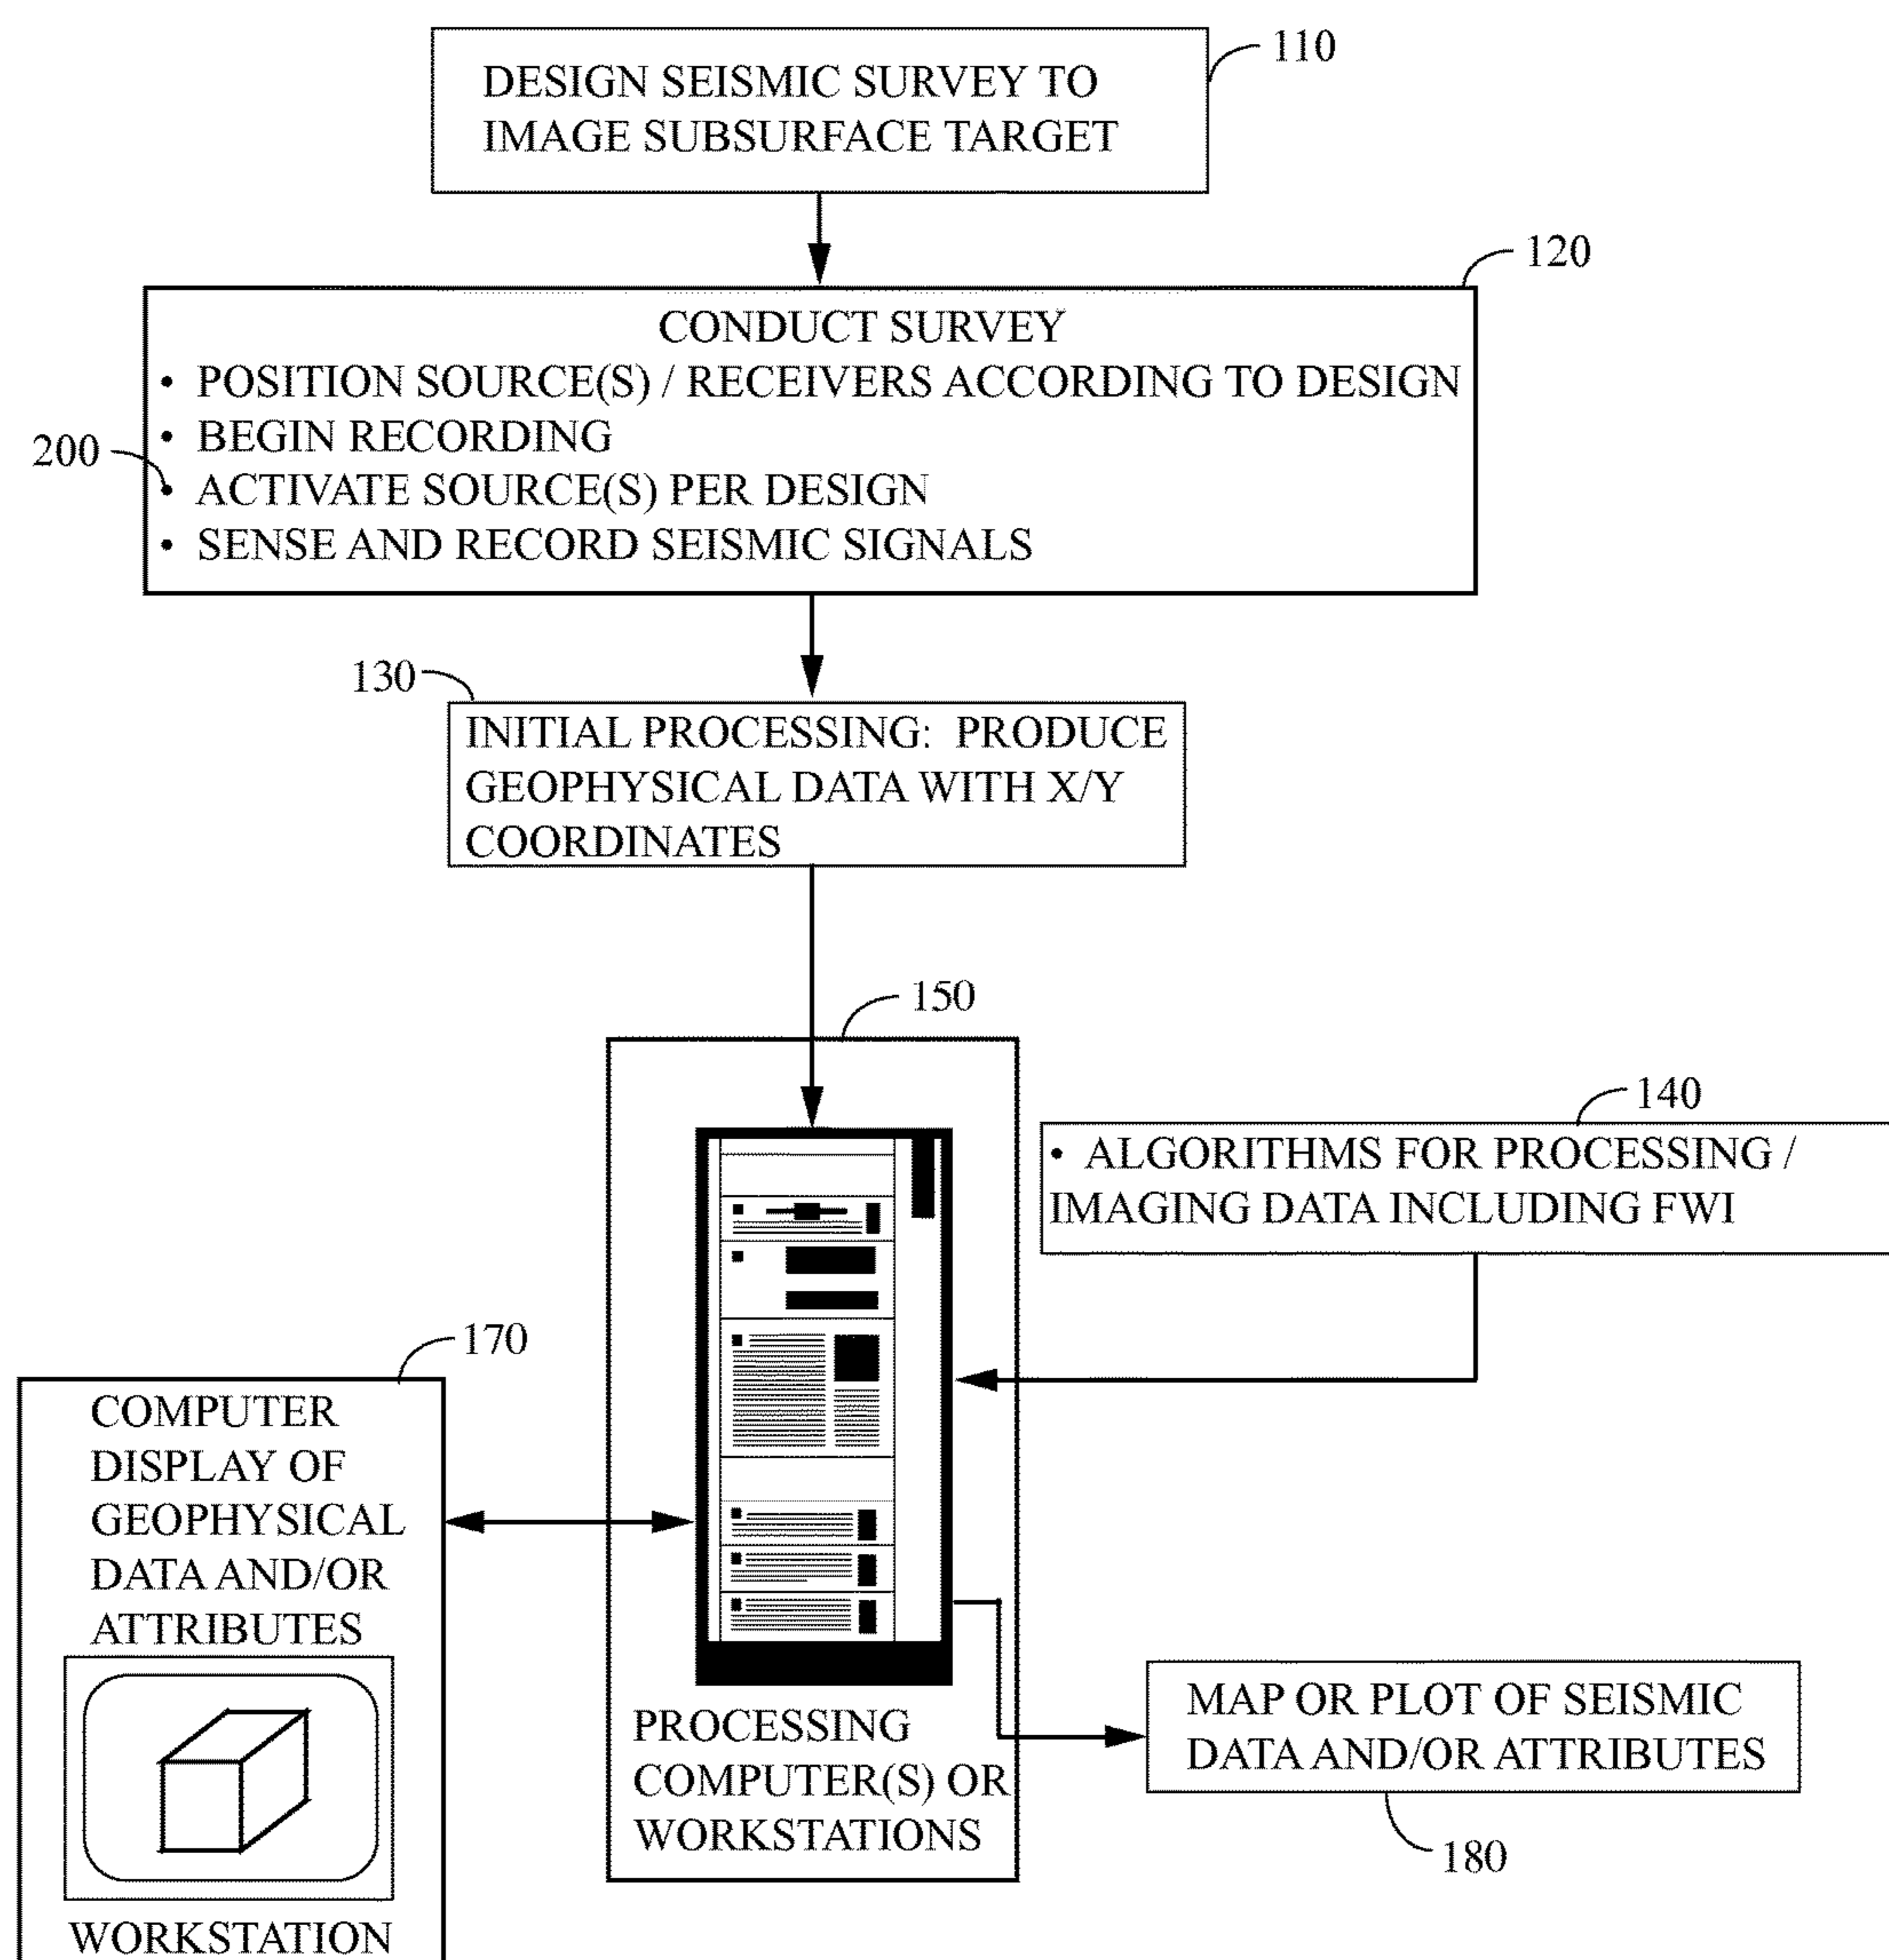 110
DESIGN SEISMIC SURVEY TO
IMAGE SUBSURFACE TARGET
120
CONDUCT SURVEY
• POSITION SOURCE(S) / RECEIVERS ACCORDING TO DESIGN
• BEGIN RECORDING
200
• ACTIVATE SOURCE(S) PER DESIGN
• SENSE AND RECORD SEISMIC SIGNALS
130
INITIAL PROCESSING: PRODUCE
GEOPHYSICAL DATA WITH X/Y
COORDINATES
150
140
• ALGORITHMS FOR PROCESSING /
IMAGING DATA INCLUDING FWI
170
COMPUTER
DISPLAY OF
GEOPHYSICAL
DATA AND/OR
ATTRIBUTES
WORKSTATION
PROCESSING
COMPUTER(S) OR
WORKSTATIONS
MAP OR PLOT OF SEISMIC
DATA AND/OR ATTRIBUTES
180